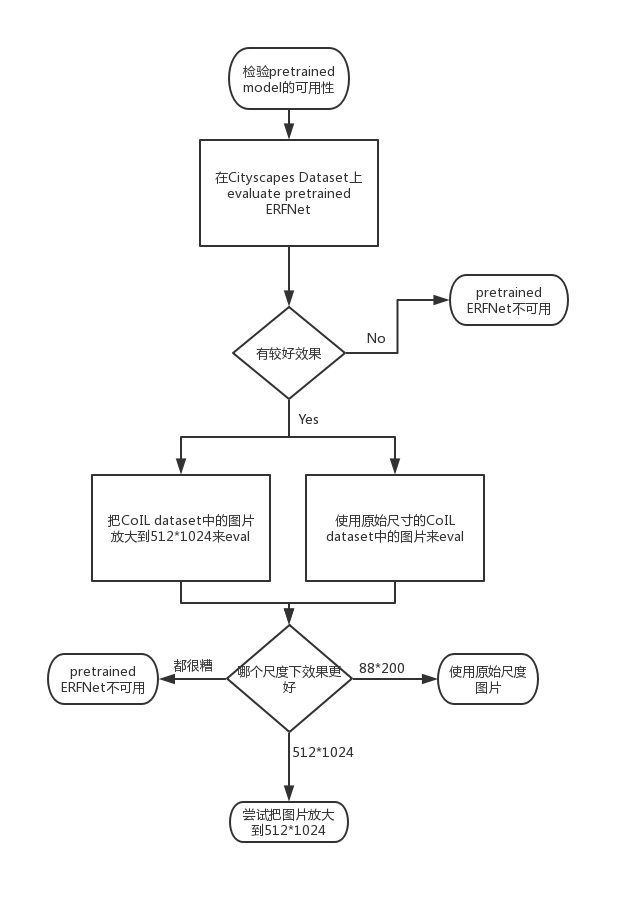 检验pretrained
model的可用性
在Cityscapes Dataset上
evaluate pretrained
ERFNet
pretrained
ERFNet不可用
No
有较好效果
Yes
把CoIL dataset中的图片
放大到512*1024来eval
使用原始尺寸的CoIL
dataset中的图片来eval
都很糟
pretrained
ERFNet不可用
哪个尺度下效果更
好
88*200
使用原始尺度
图片
512*1024
尝试把图片放大
到512*1024